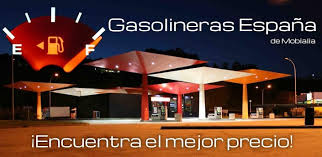 Gasolineras España
de Mobialia
E F
¡Encuentra el mejor precio!